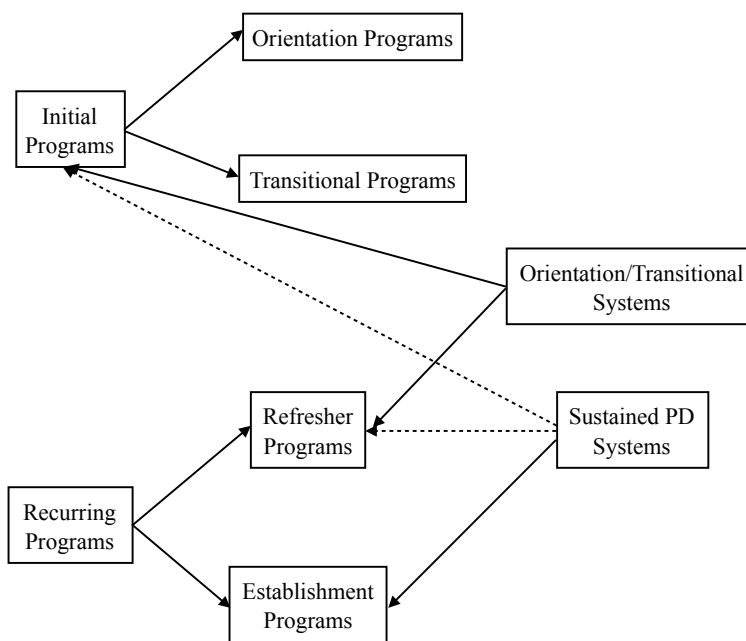 Orientation Programs
Initial
Programs
Transitional Programs
Orientation/Transitional
Systems
Refresher
Programs
Sustained PD
Systems
Recurring
Programs
Establishment
Programs